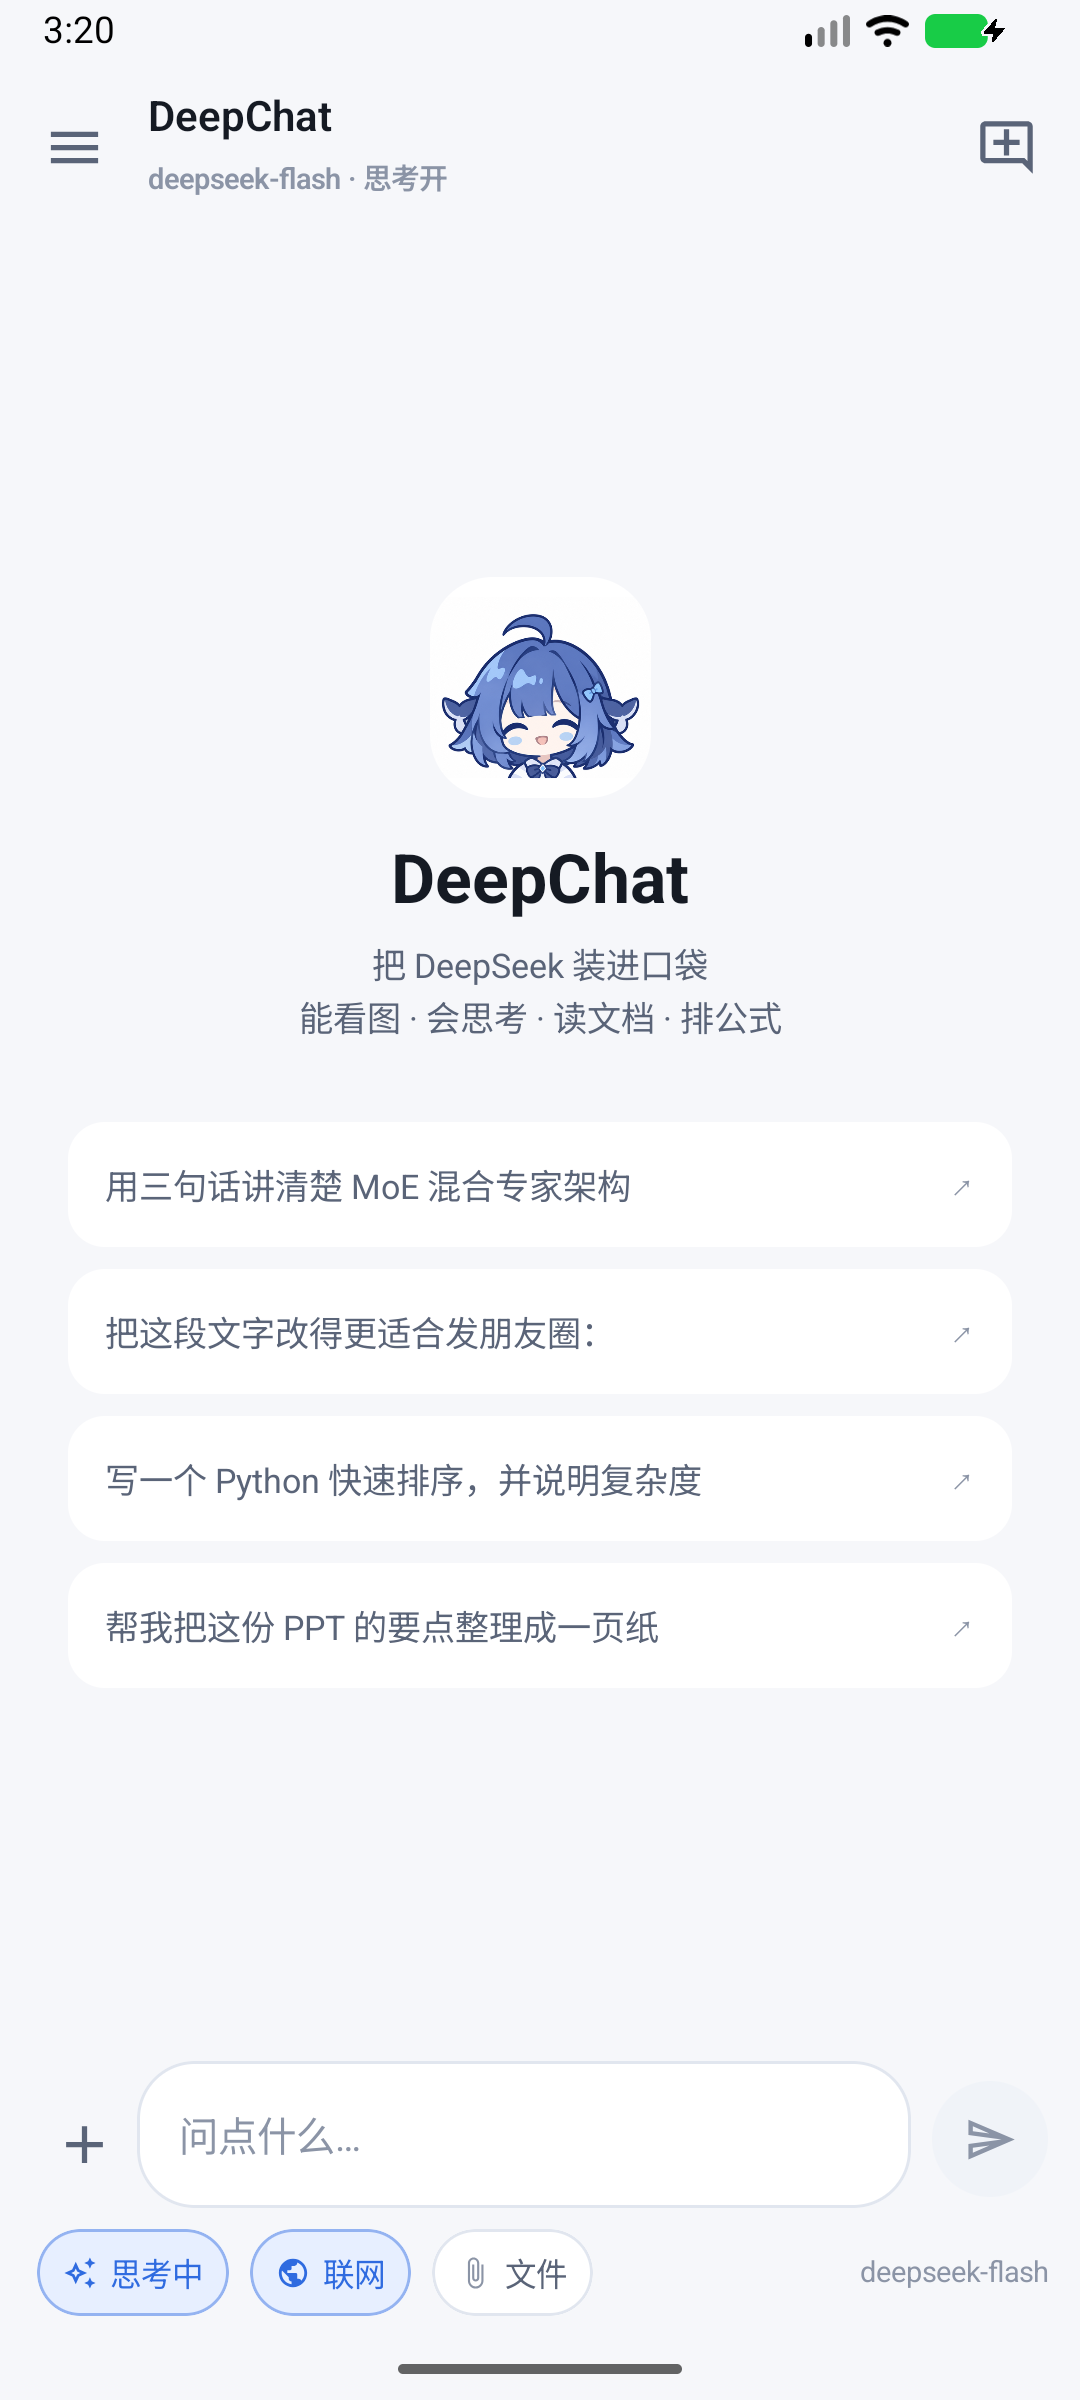 3:20
DeepChat
deepseek-flash · 思考开
DeepChat
把 DeepSeek 装进口袋
能看图 · 会思考 · 读文档 · 排公式
用三句话讲清楚 MoE 混合专家架构
把这段文字改得更适合发朋友圈：
写一个 Python 快速排序，并说明复杂度
帮我把这份 PPT 的要点整理成一页纸
问点什么...
思考中
联网
文件
deepseek-flash